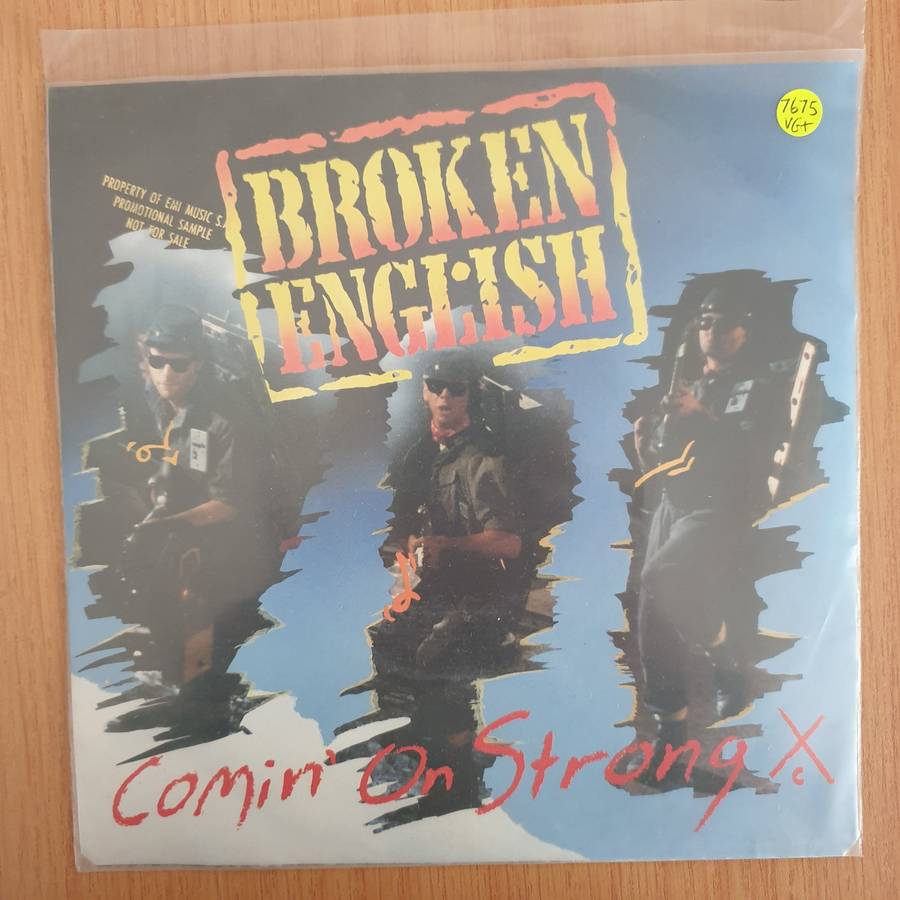 7675
VG+
BROKEN
ENGLISH
PROPERTY OF EMI MUSIC S.
PROMOTIONAL SAMPLE
NOT FOR SALE
Comin' On Strong